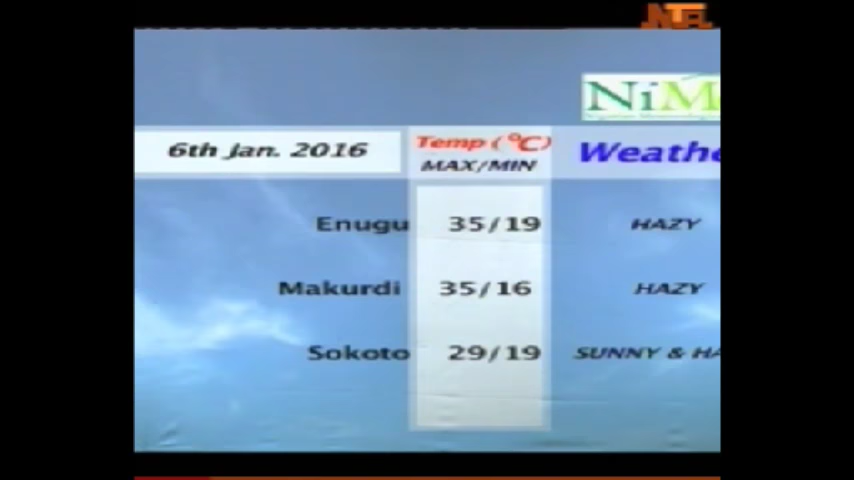 NiM
6th Jan. 2016
Temp (°C)
MAX/MIN
Weathe
Enugu 35/19 HAZY
Makurdi 35/16 HAZY
Sokoto 29/19 SUNNY & HA